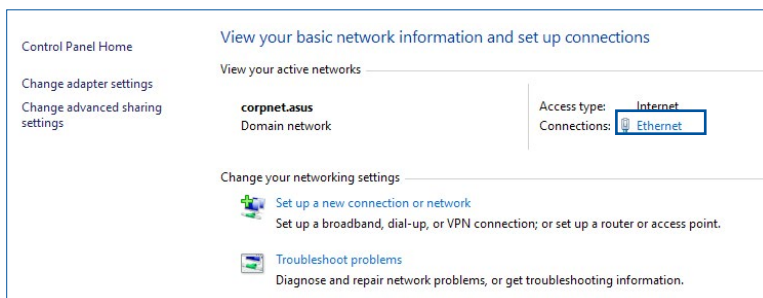 Control Panel Home
Change adapter settings
Change advanced sharing
settings
View your basic network information and set up connections
View your active networks
corpnet.asus
Domain network
Access type: Internet
Connections: Ethernet
Change your networking settings
Set up a new connection or network
Set up a broadband, dial-up, or VPN connection; or set up a router or access point.
Troubleshoot problems
Diagnose and repair network problems, or get troubleshooting information.